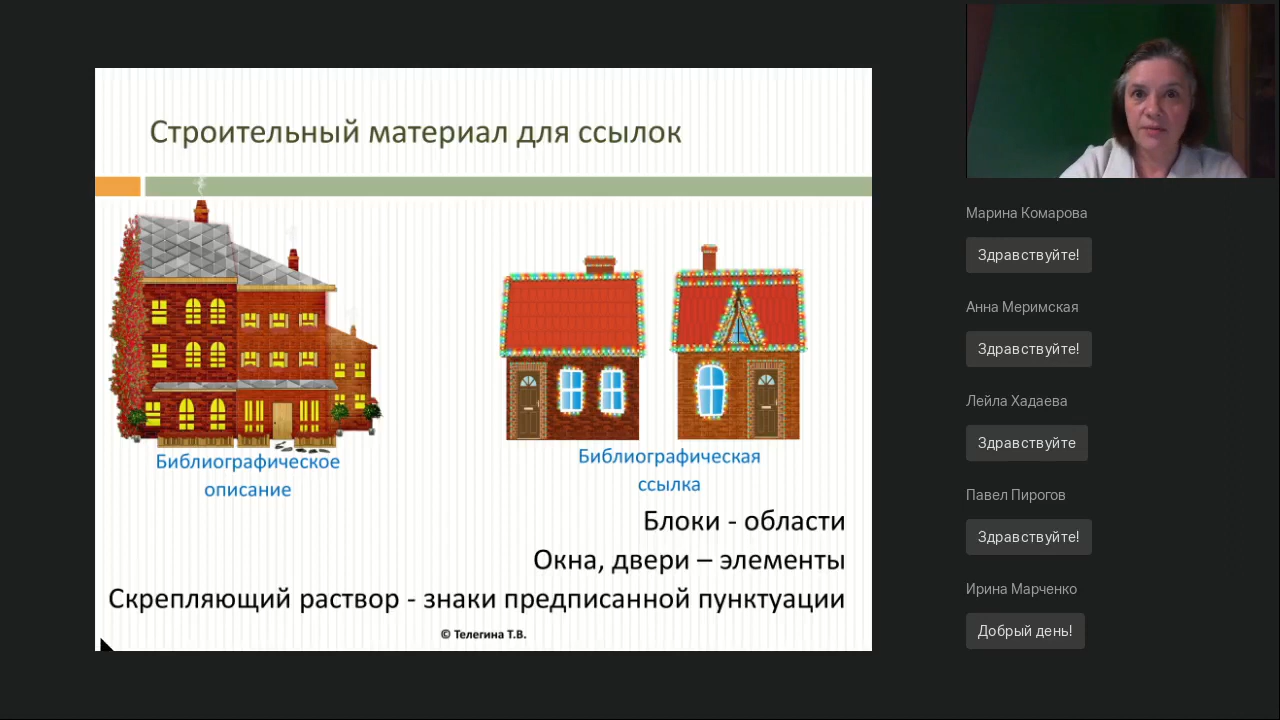 Строительный материал для ссылок
Библиографическое
описание
Библиографическая
ссылка
Блоки - области
Окна, двери – элементы
Скрепляющий раствор - знаки предписанной пунктуации
© Телегина Т.В.
Марина Комарова
Здравствуйте!
Анна Меримская
Здравствуйте!
Лейла Хадаева
Здравствуйте
Павел Пирогов
Здравствуйте!
Ирина Марченко
Добрый день!